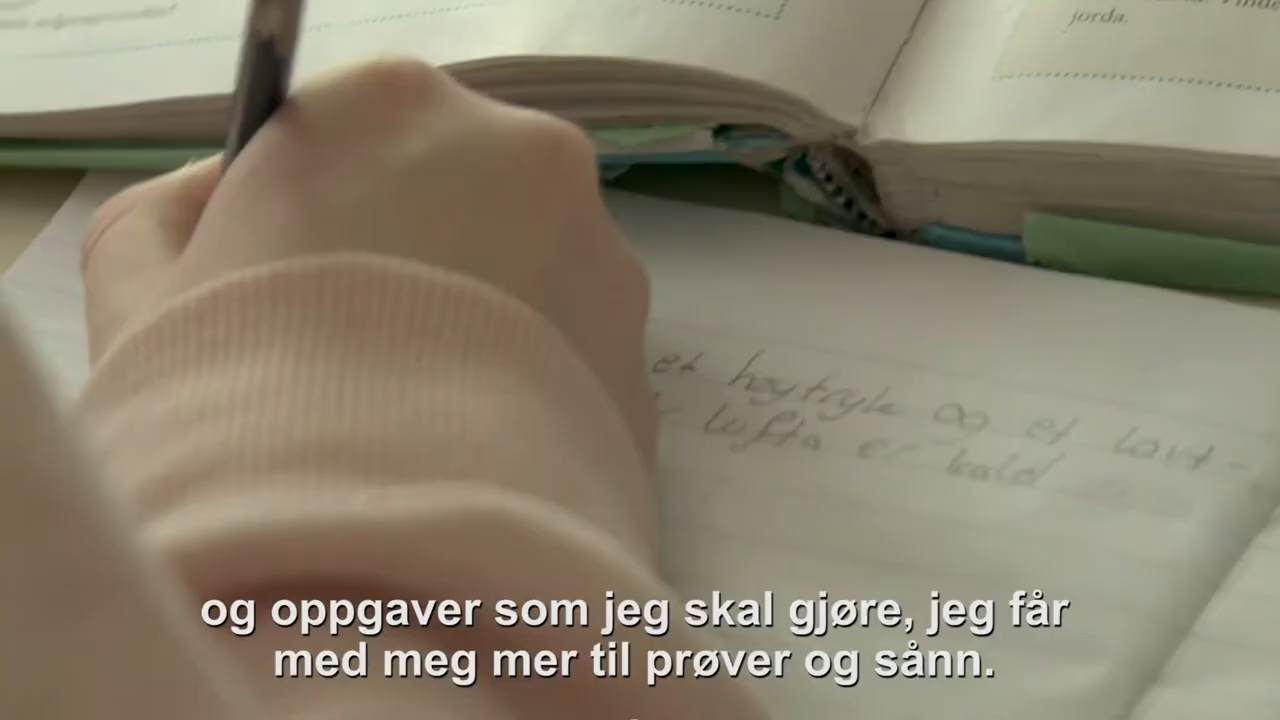 jorda.
et høytrykk og et lavt-
lufta er kald
og oppgaver som jeg skal gjøre, jeg får
med meg mer til prøver og sånn.